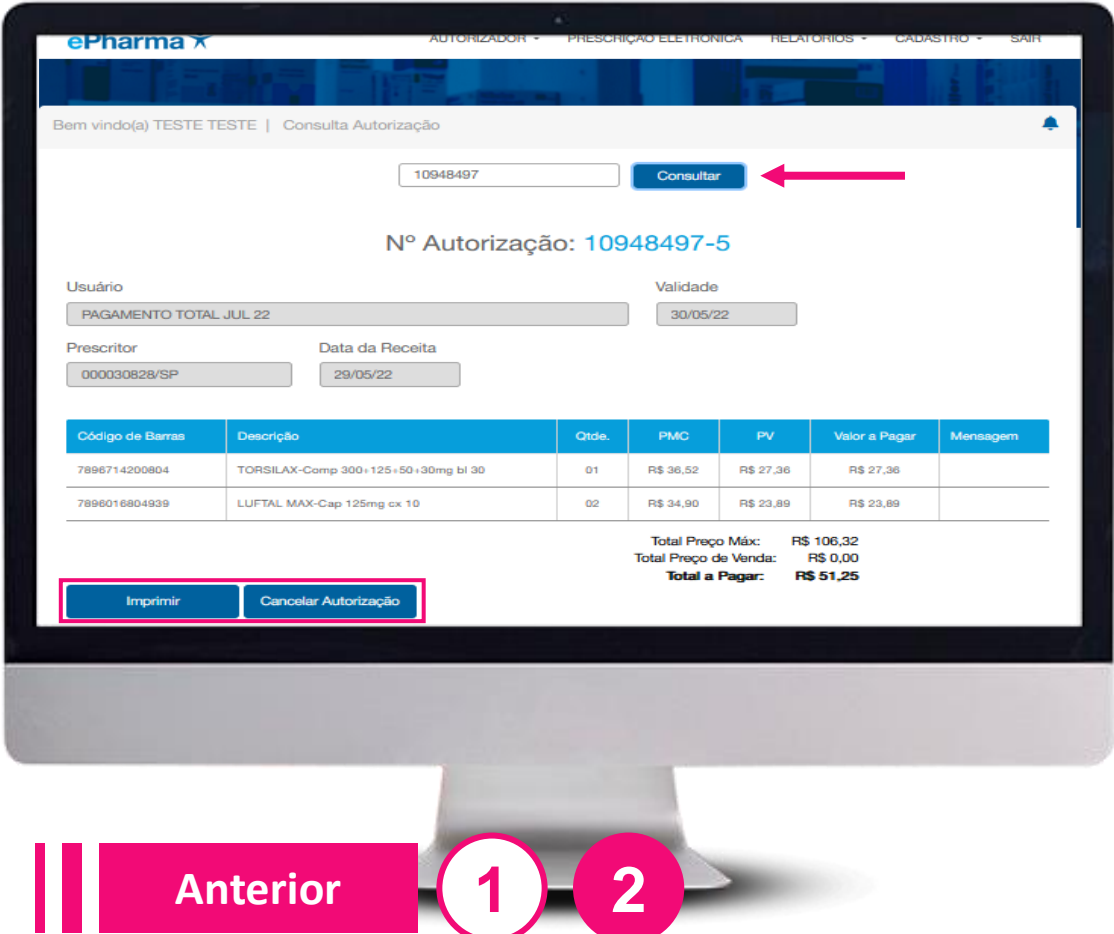 ePharma
AUTORIZADOR PRESCRIÇÃO ELETRÔNICA RELATÓRIOS CADASTRO SAIR
Bem vindo(a) TESTE TESTE | Consulta Autorização
10948497 Consultar
Nº Autorização: 10948497-5
Usuário Validade
PAGAMENTO TOTAL JUL 22 30/05/22
Prescritor Data da Receita
000030828/SP 29/05/22
Código de Barras Descrição Qtde. PMC PV Valor a Pagar Mensagem
7896714200804 TORSILAX-Comp 300+125+50+30mg bl 30 01 R$ 36,52 R$ 27,36 R$ 27,36
7896016804939 LUFTAL MAX-Cap 125mg cx 10 02 R$ 34,90 R$ 23,89 R$ 23,89
Total Preço Máx: R$ 106,32
Total Preço de Venda: R$ 0,00
Total a Pagar: R$ 51,25
Imprimir Cancelar Autorização
Anterior 1 2